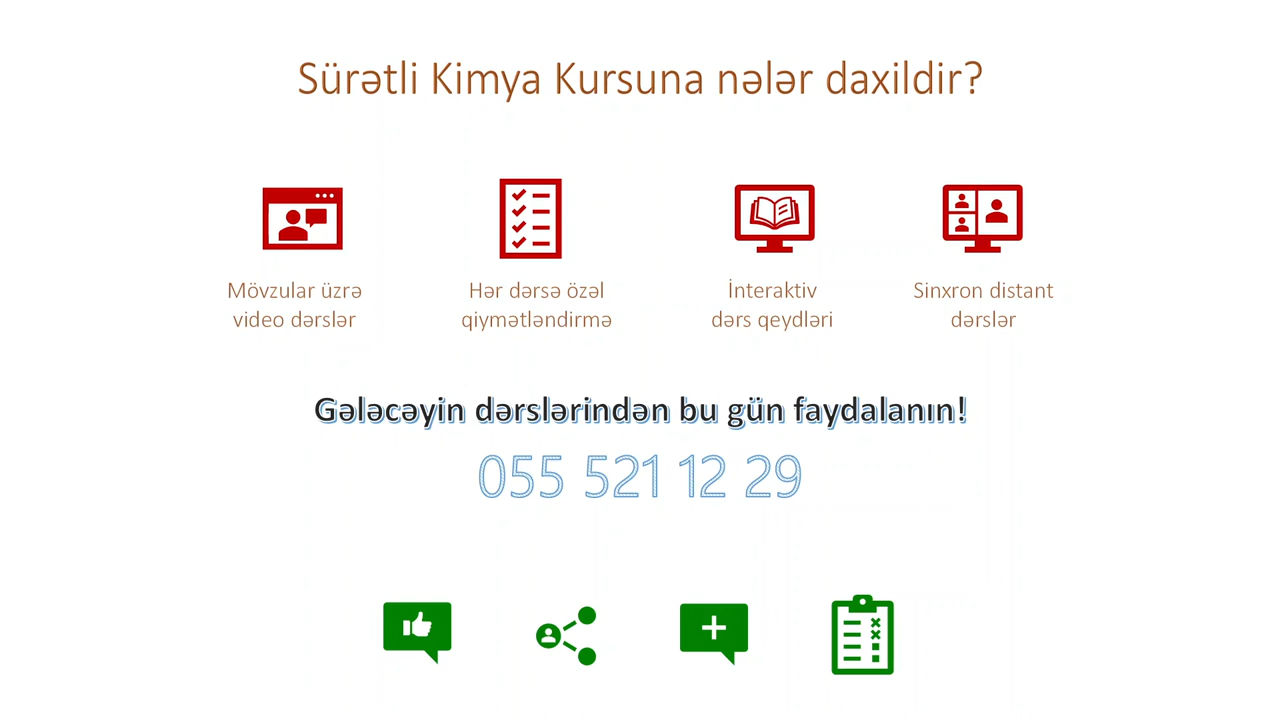 Sürətli Kimya Kursuna nələr daxildir?
Mövzular üzrə
video dərslər
Hər dərsə özəl
qiymətləndirmə
İnteraktiv
dərs qeydləri
Sinxron distant
dərslər
Gələcəyin dərslərindən bu gün faydalanın!
055 521 12 29